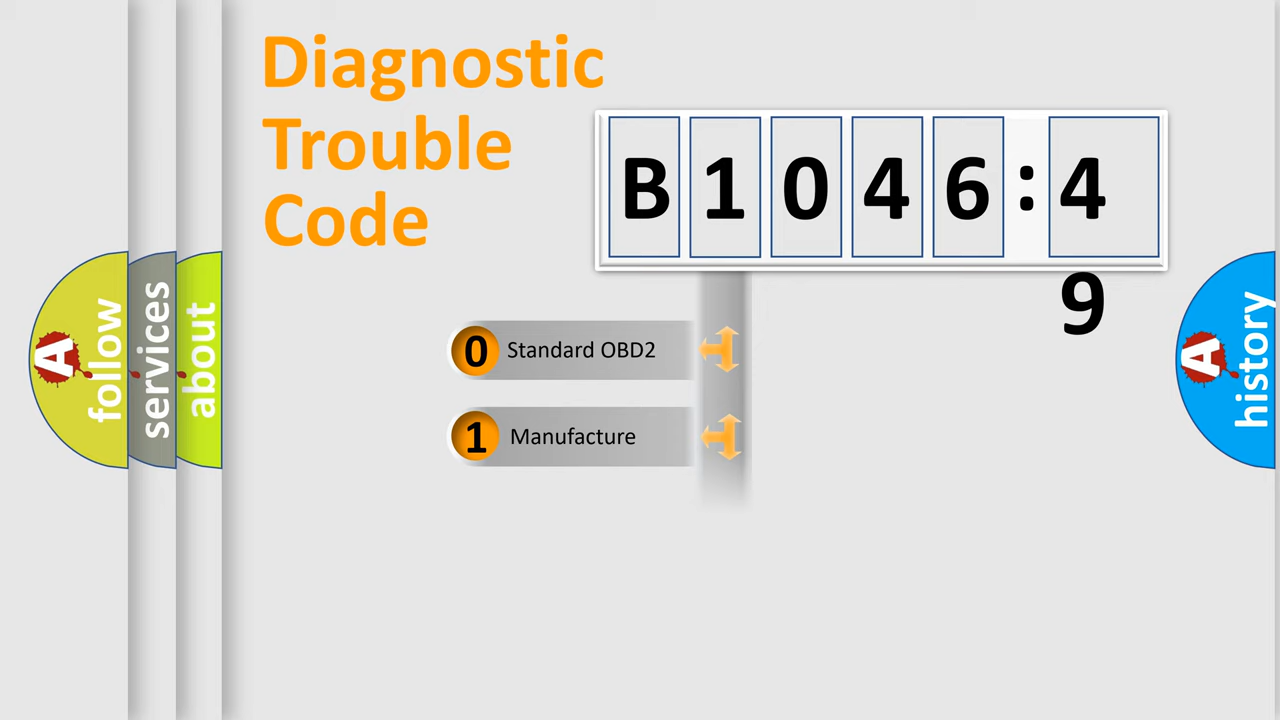 Diagnostic
Trouble
Code
B 1 0 4 6 : 4
9
0 Standard OBD2
1 Manufacture
A follow
services
about
A history